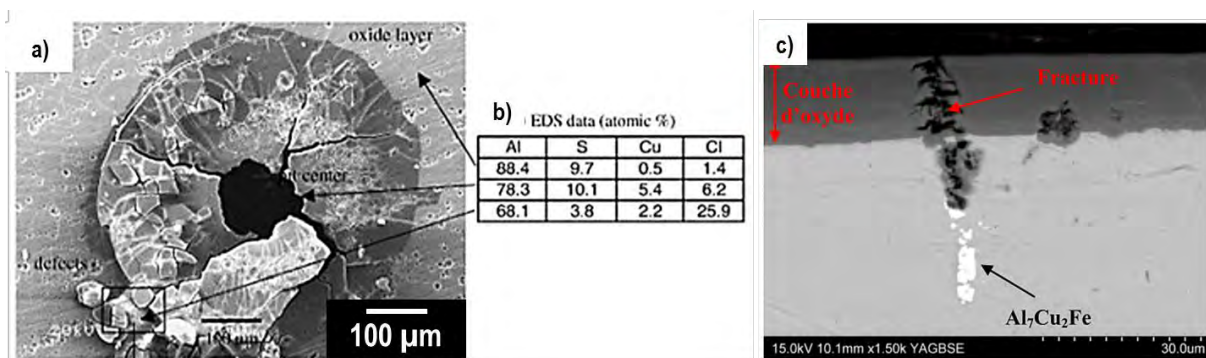 a)
oxide layer
center
defects
100 µm
b)
EDS data (atomic %)
Al S Cu Cl
88.4 9.7 0.5 1.4
78.3 10.1 5.4 6.2
68.1 3.8 2.2 25.9
c)
Couche
d'oxyde
Fracture
Al₇Cu₂Fe
15.0kV 10.1mm x1.50k YAGBSE
30.0um